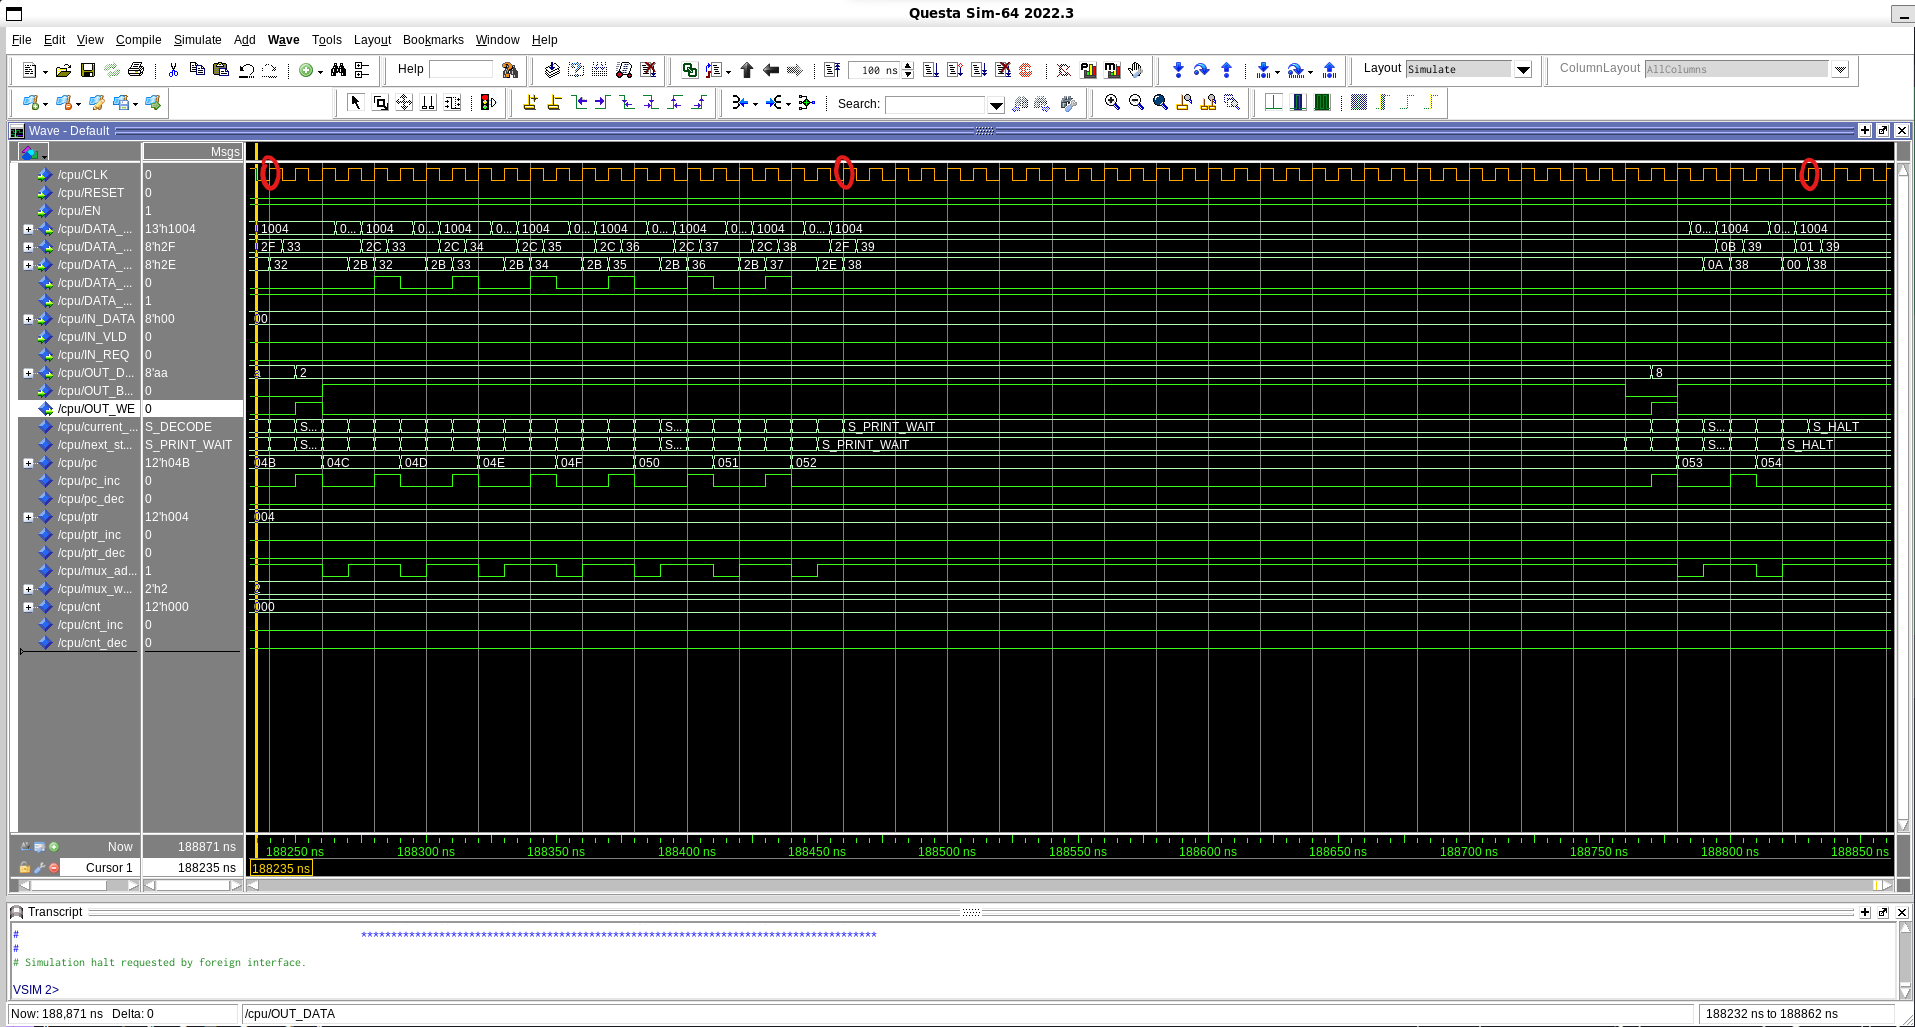 Questa Sim-64 2022.3
File Edit View Compile Simulate Add Wave Tools Layout Bookmarks Window Help
Help 100 ns Layout Simulate ColumnLayout AllColumns
Search:
Wave - Default
Msgs
/cpu/CLK 0
/cpu/RESET 0
/cpu/EN 1
/cpu/DATA_... 13'h1004 1004 0... 1004 0... 1004 0... 1004 0... 1004 0... 1004 0... 1004 0... 1004 0... 1004 0... 1004
/cpu/DATA_... 8'h2F 2F 33 2C 33 2C 34 2C 35 2C 36 2C 37 2C 38 2F 39 0B 39 01 39
/cpu/DATA_... 8'h2E 32 2B 32 2B 33 2B 34 2B 35 2B 36 2B 37 2E 38 0A 38 00 38
/cpu/DATA_... 0
/cpu/DATA_... 1
/cpu/IN_DATA 8'h00 00
/cpu/IN_VLD 0
/cpu/IN_REQ 0
/cpu/OUT_D... 8'aa a 2 8
/cpu/OUT_B... 0
/cpu/OUT_WE 0
/cpu/current_... S_DECODE S... S... S_PRINT_WAIT S... S_HALT
/cpu/next_st... S_PRINT_WAIT S... S... S_PRINT_WAIT S... S_HALT
/cpu/pc 12'h04B 04B 04C 04D 04E 04F 050 051 052 053 054
/cpu/pc_inc 0
/cpu/pc_dec 0
/cpu/ptr 12'h004 004
/cpu/ptr_inc 0
/cpu/ptr_dec 0
/cpu/mux_ad... 1
/cpu/mux_w... 2'h2 2
/cpu/cnt 12'h000 000
/cpu/cnt_inc 0
/cpu/cnt_dec 0
Now 188871 ns 188250 ns 188300 ns 188350 ns 188400 ns 188450 ns 188500 ns 188550 ns 188600 ns 188650 ns 188700 ns 188750 ns 188800 ns 188850 ns
Cursor 1 188235 ns 188235 ns
Transcript
# **************************************************************************************
#
# Simulation halt requested by foreign interface.
VSIM 2>
Now: 188,871 ns Delta: 0 /cpu/OUT_DATA 188232 ns to 188862 ns